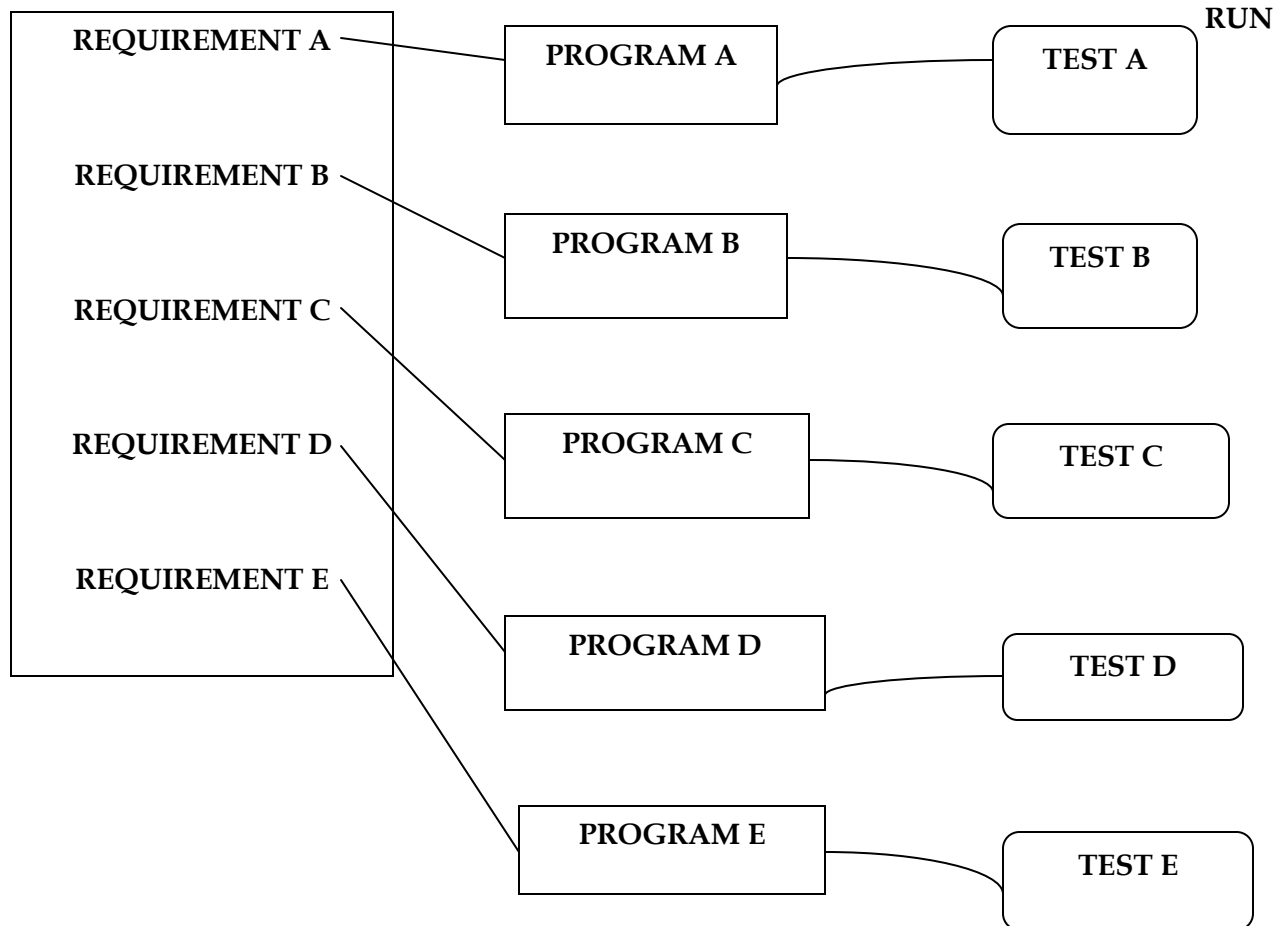 RUN
REQUIREMENT A
PROGRAM A
TEST A
REQUIREMENT B
PROGRAM B
TEST B
REQUIREMENT C
PROGRAM C
TEST C
REQUIREMENT D
PROGRAM D
TEST D
REQUIREMENT E
PROGRAM E
TEST E